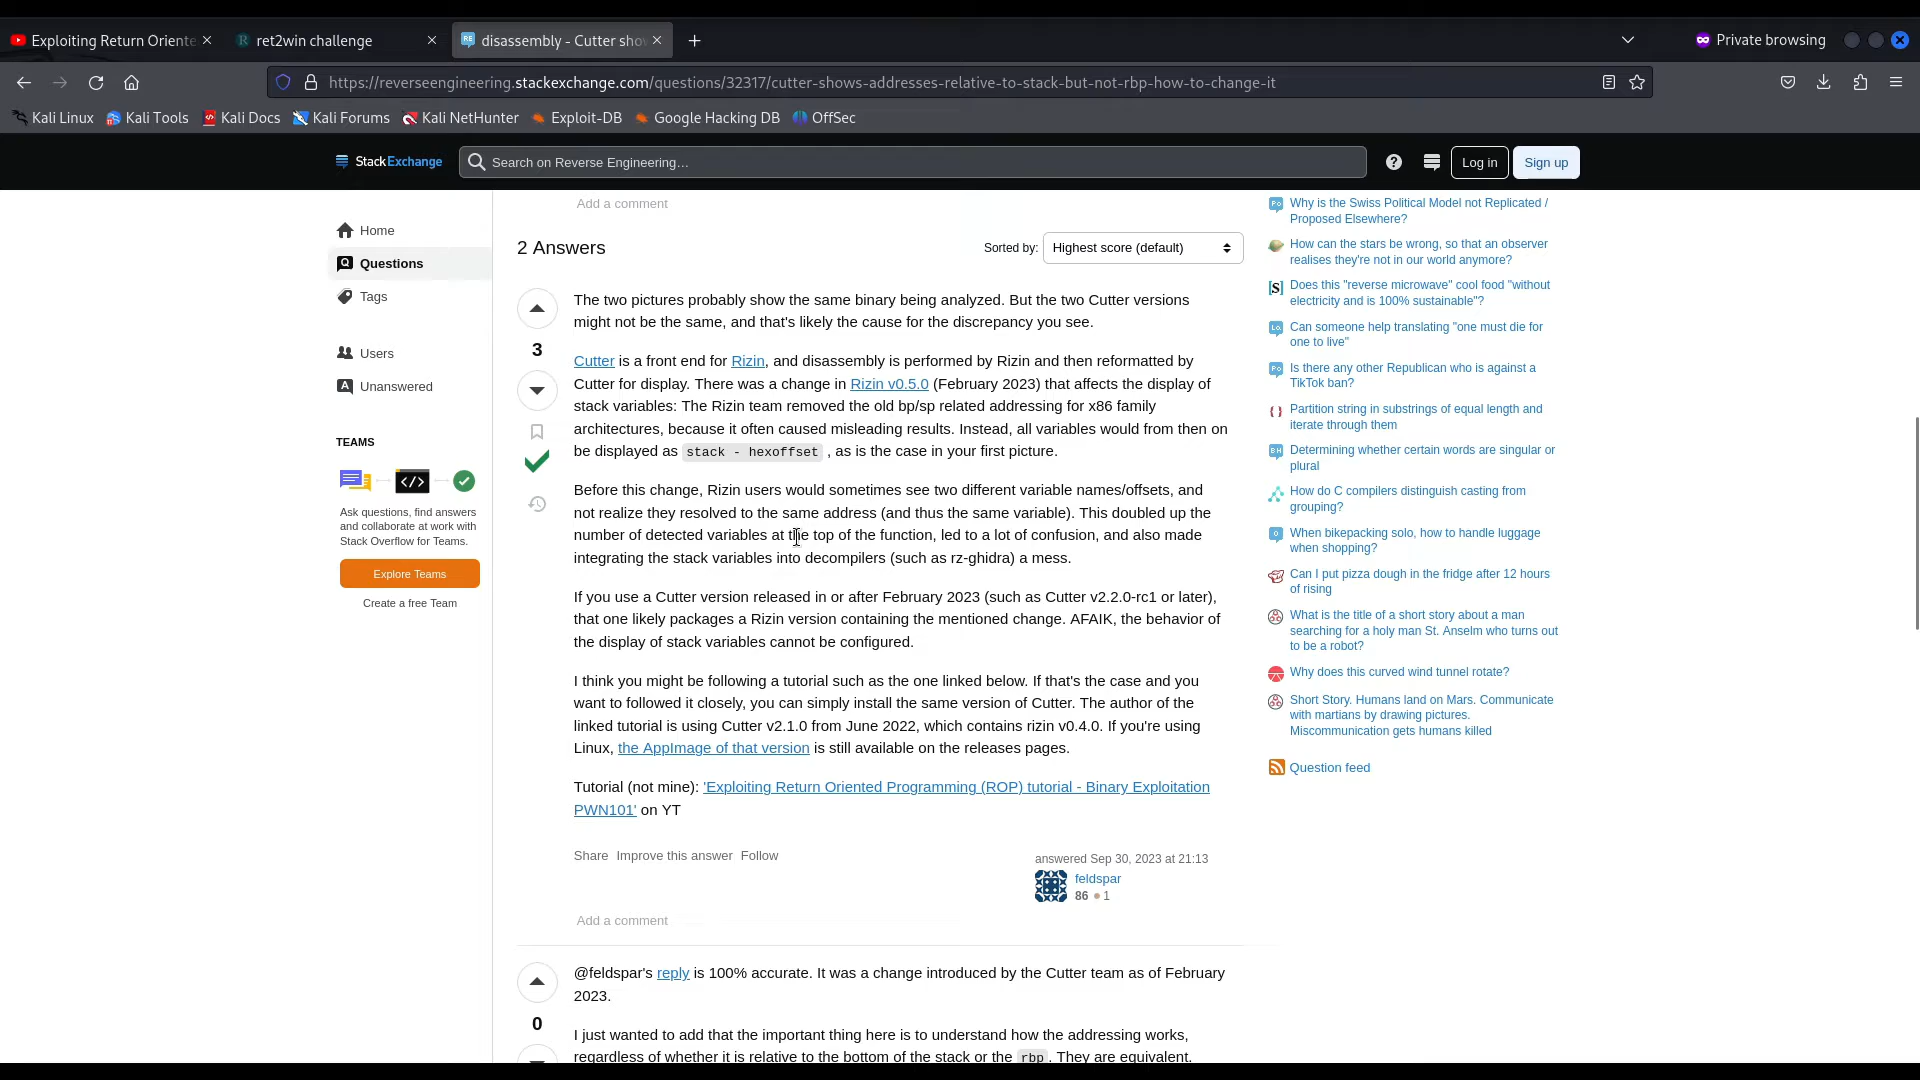 Exploiting Return Oriente
ret2win challenge
disassembly - Cutter sho
Private browsing
https://reverseengineering.stackexchange.com/questions/32317/cutter-shows-addresses-relative-to-stack-but-not-rbp-how-to-change-it
Kali Linux
Kali Tools
Kali Docs
Kali Forums
Kali NetHunter
Exploit-DB
Google Hacking DB
OffSec
StackExchange
Search on Reverse Engineering…
Log in
Sign up
Home
Questions
Tags
Users
Unanswered
TEAMS
Ask questions, find answers
and collaborate at work with
Stack Overflow for Teams.
Explore Teams
Create a free Team
Add a comment
2 Answers
Sorted by:
Highest score (default)
3
The two pictures probably show the same binary being analyzed. But the two Cutter versions
might not be the same, and that's likely the cause for the discrepancy you see.
Cutter is a front end for Rizin, and disassembly is performed by Rizin and then reformatted by
Cutter for display. There was a change in Rizin v0.5.0 (February 2023) that affects the display of
stack variables: The Rizin team removed the old bp/sp related addressing for x86 family
architectures, because it often caused misleading results. Instead, all variables would from then on
be displayed as stack - hexoffset , as is the case in your first picture.
Before this change, Rizin users would sometimes see two different variable names/offsets, and
not realize they resolved to the same address (and thus the same variable). This doubled up the
number of detected variables at the top of the function, led to a lot of confusion, and also made
integrating the stack variables into decompilers (such as rz-ghidra) a mess.
If you use a Cutter version released in or after February 2023 (such as Cutter v2.2.0-rc1 or later),
that one likely packages a Rizin version containing the mentioned change. AFAIK, the behavior of
the display of stack variables cannot be configured.
I think you might be following a tutorial such as the one linked below. If that's the case and you
want to followed it closely, you can simply install the same version of Cutter. The author of the
linked tutorial is using Cutter v2.1.0 from June 2022, which contains rizin v0.4.0. If you're using
Linux, the AppImage of that version is still available on the releases pages.
Tutorial (not mine): 'Exploiting Return Oriented Programming (ROP) tutorial - Binary Exploitation
PWN101' on YT
Share Improve this answer Follow
answered Sep 30, 2023 at 21:13
feldspar
86 1
Add a comment
@feldspar's reply is 100% accurate. It was a change introduced by the Cutter team as of February
2023.
0
I just wanted to add that the important thing here is to understand how the addressing works,
regardless of whether it is relative to the bottom of the stack or the rbp. They are equivalent.
Why is the Swiss Political Model not Replicated /
Proposed Elsewhere?
How can the stars be wrong, so that an observer
realises they're not in our world anymore?
Does this "reverse microwave" cool food "without
electricity and is 100% sustainable"?
Can someone help translating "one must die for
one to live"
Is there any other Republican who is against a
TikTok ban?
Partition string in substrings of equal length and
iterate through them
Determining whether certain words are singular or
plural
How do C compilers distinguish casting from
grouping?
When bikepacking solo, how to handle luggage
when shopping?
Can I put pizza dough in the fridge after 12 hours
of rising
What is the title of a short story about a man
searching for a holy man St. Anselm who turns out
to be a robot?
Why does this curved wind tunnel rotate?
Short Story. Humans land on Mars. Communicate
with martians by drawing pictures.
Miscommunication gets humans killed
Question feed